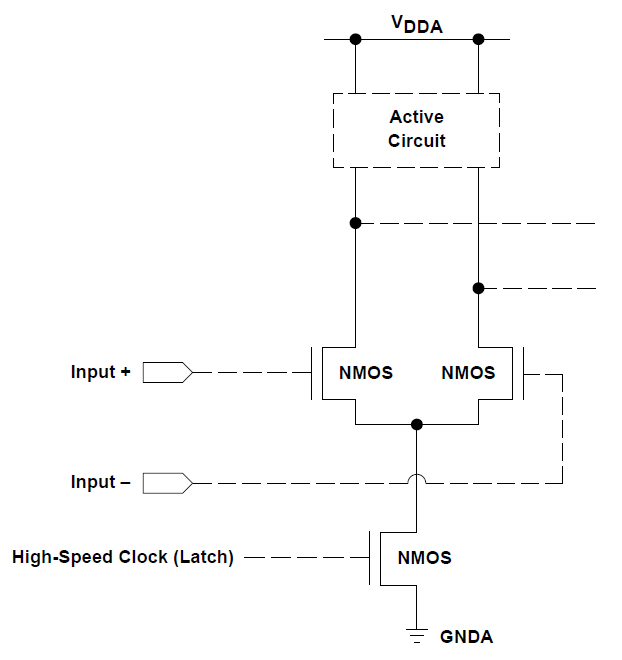 VDDA
Active
Circuit
Input +
NMOS
NMOS
Input –
High-Speed Clock (Latch)
NMOS
GNDA